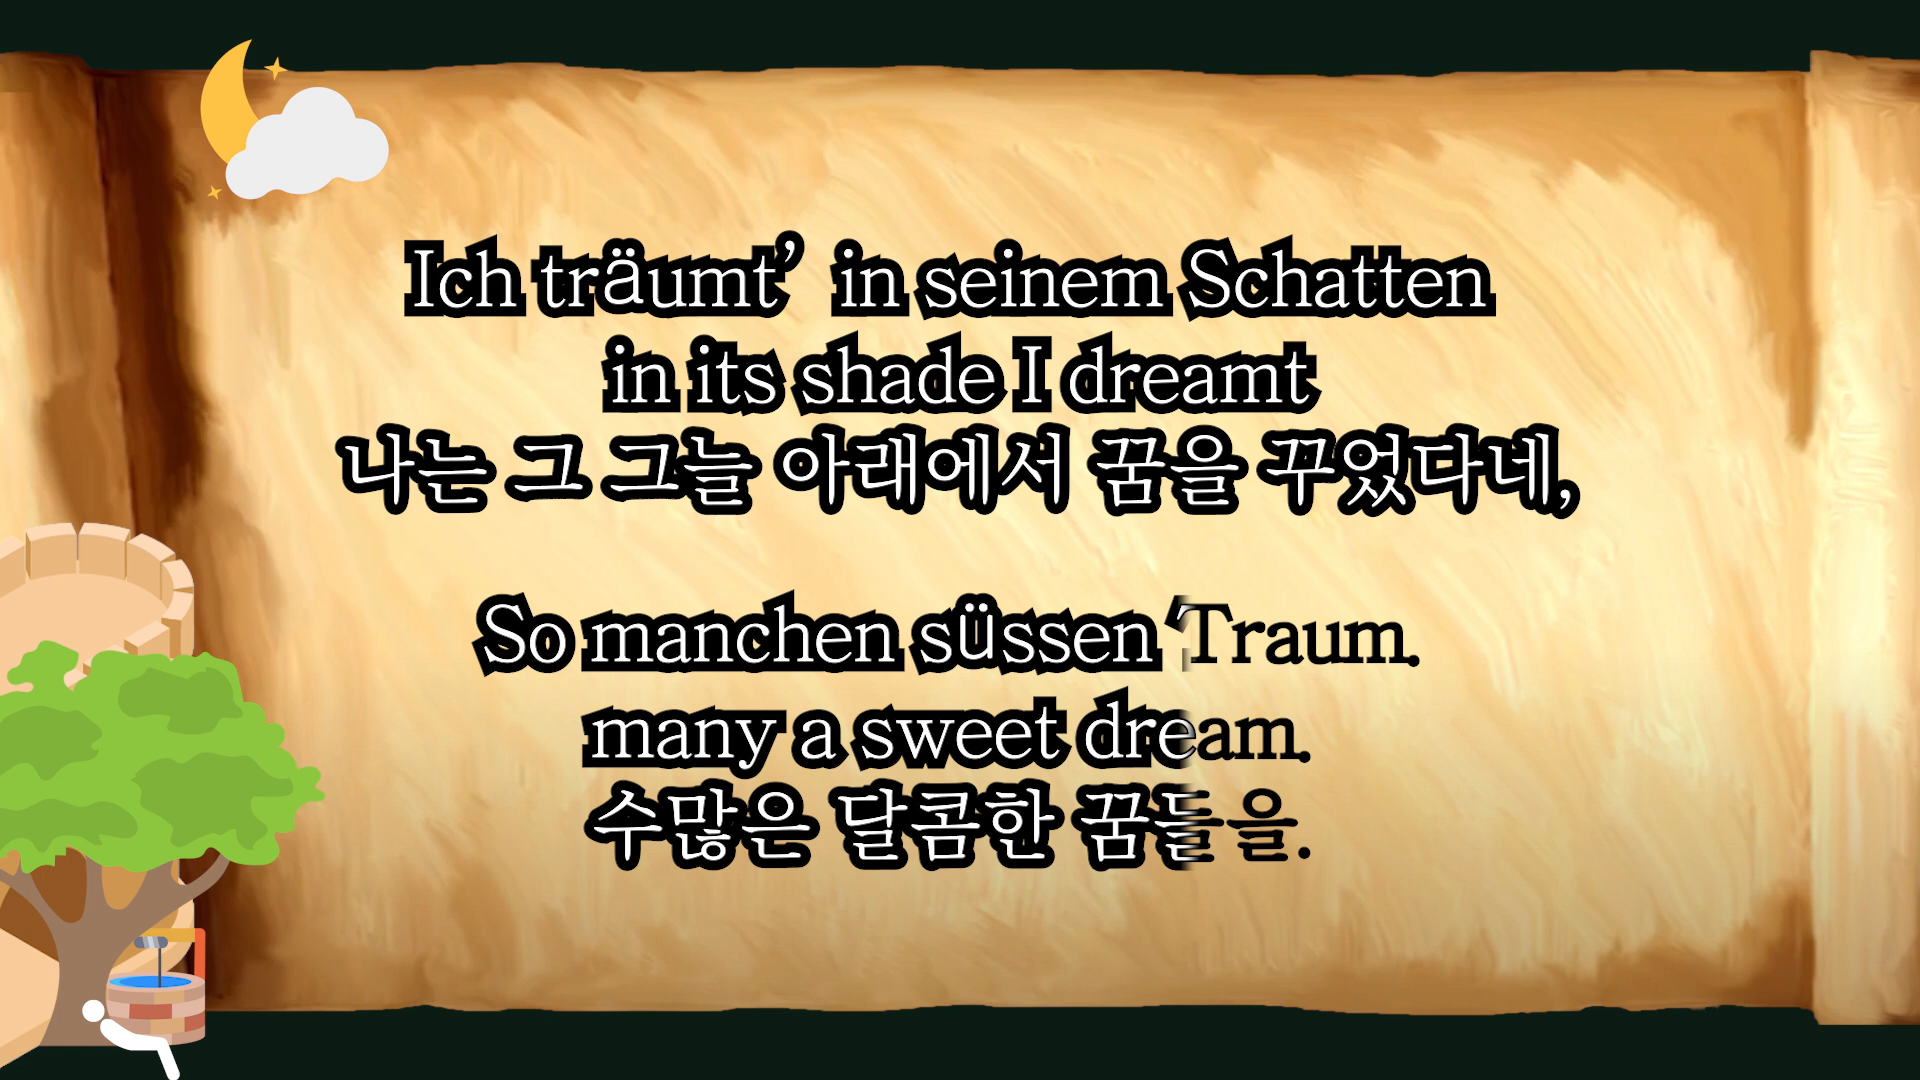 Ich träumt’ in seinem Schatten
in its shade I dreamt
나는 그 그늘 아래에서 꿈을 꾸었다네,
So manchen süssen Traum.
many a sweet dream.
수많은 달콤한 꿈들을.